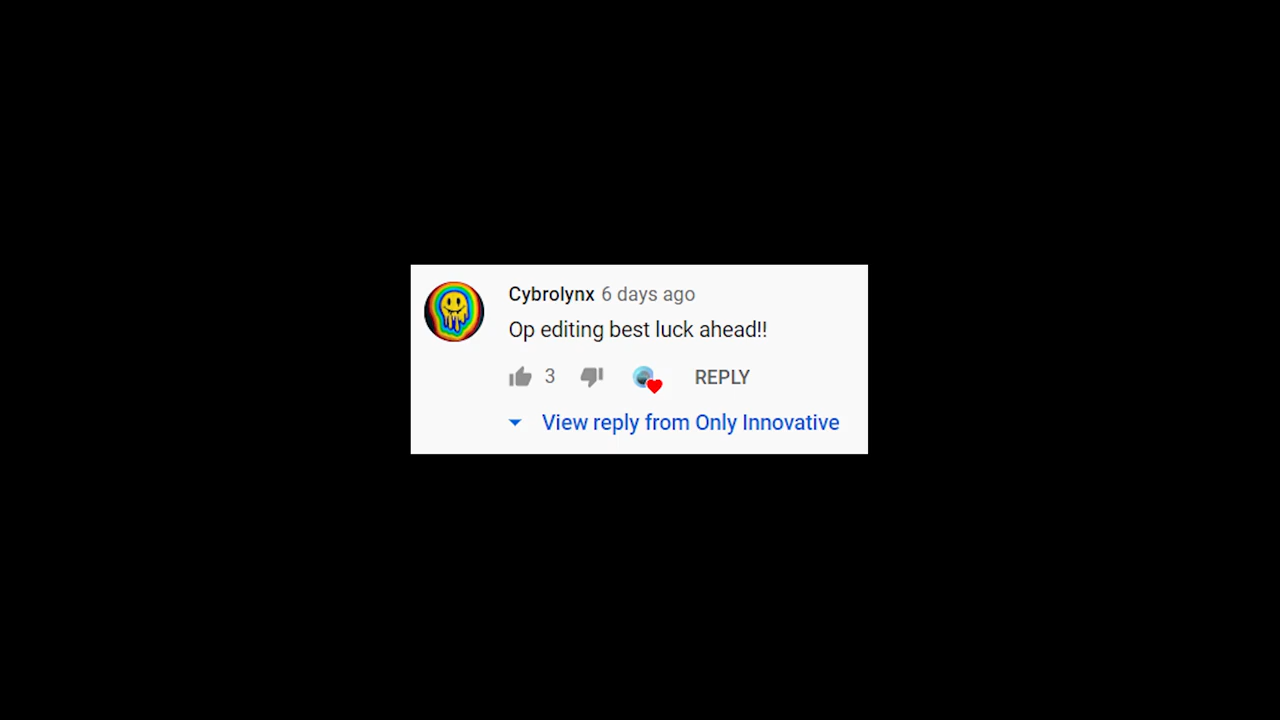 Cybrolynx 6 days ago
Op editing best luck ahead!!
3 REPLY
View reply from Only Innovative